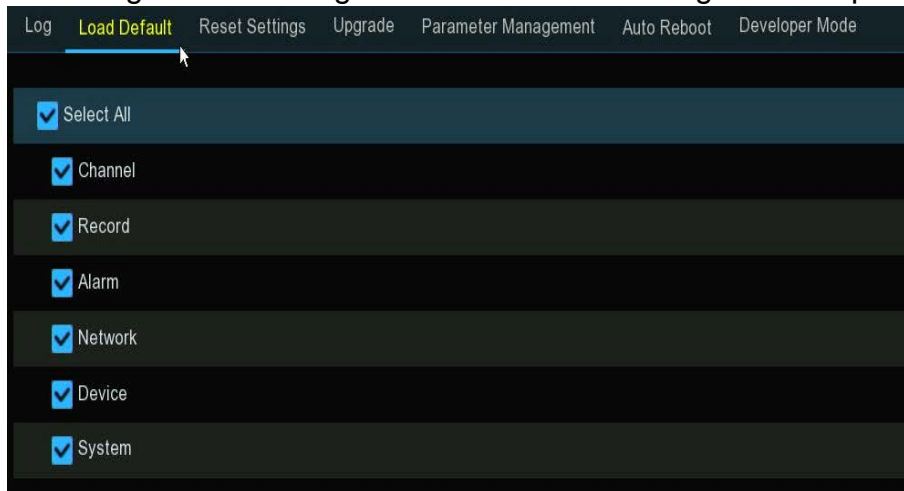 Log Load Default Reset Settings Upgrade Parameter Management Auto Reboot Developer Mode
Select All
Channel
Record
Alarm
Network
Device
System